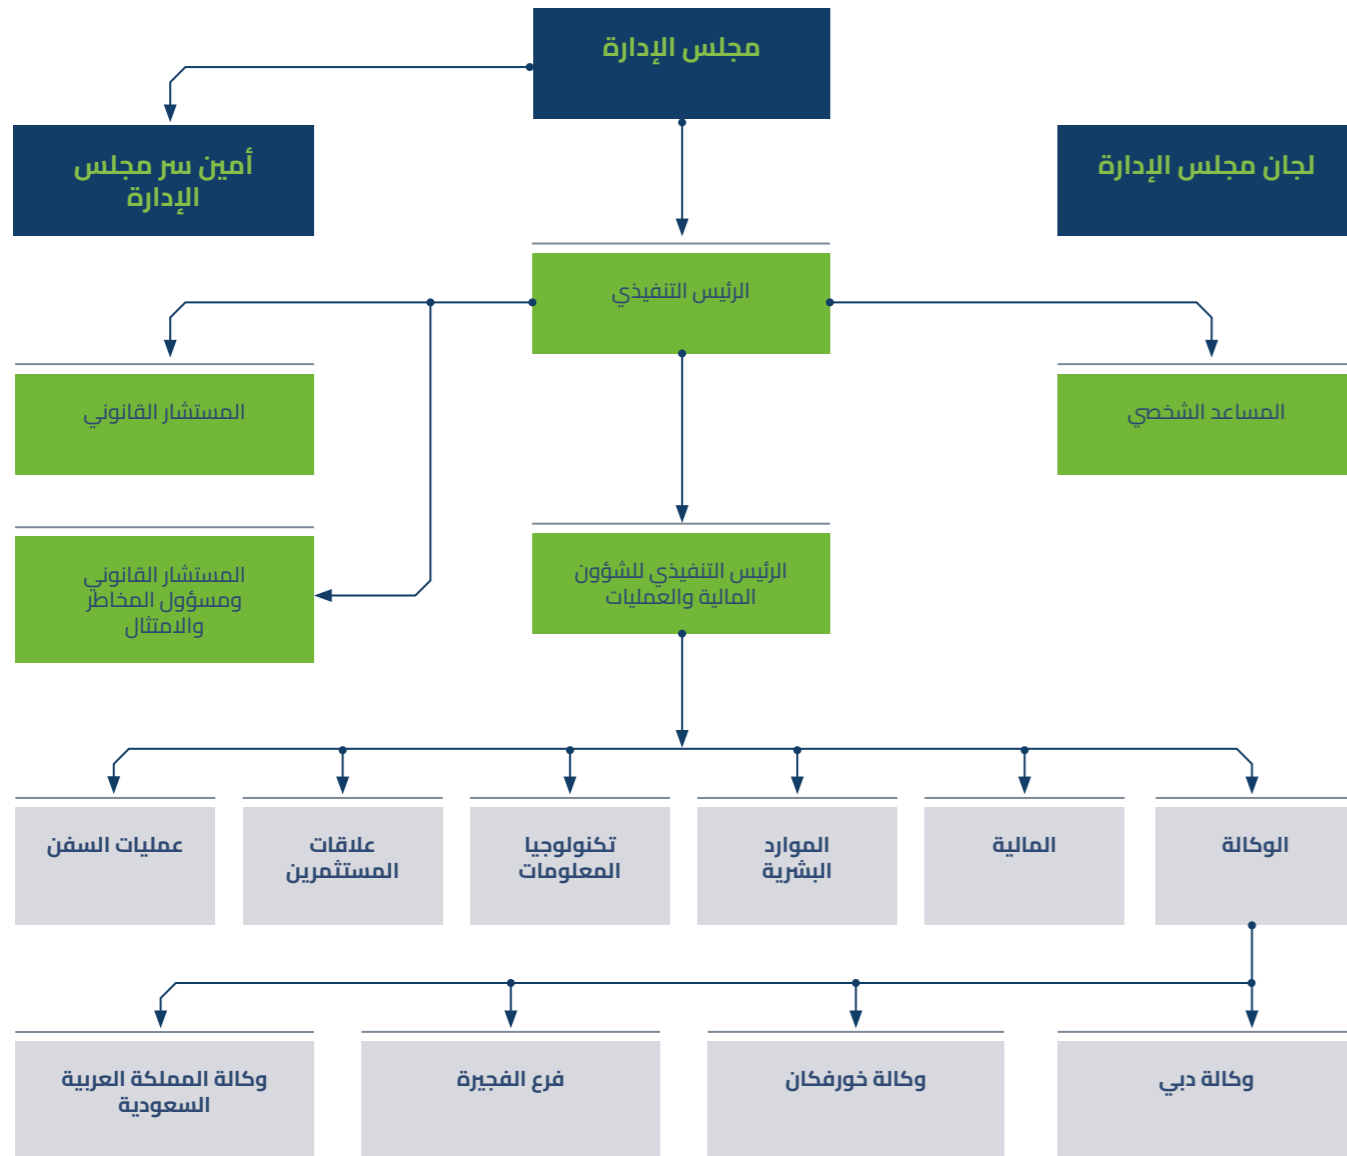 مجلس الإدارة
لجان مجلس الإدارة
أمين سر مجلس
الإدارة
الرئيس التنفيذي
المساعد الشخصي
المستشار القانوني
الرئيس التنفيذي للشؤون
المالية والعمليات
المستشار القانوني
ومسؤول المخاطر
والامتثال
الوكالة
المالية
الموارد
البشرية
تكنولوجيا
المعلومات
علاقات
المستثمرين
عمليات السفن
وكالة دبي
وكالة خورفكان
فرع الفجيرة
وكالة المملكة العربية
السعودية